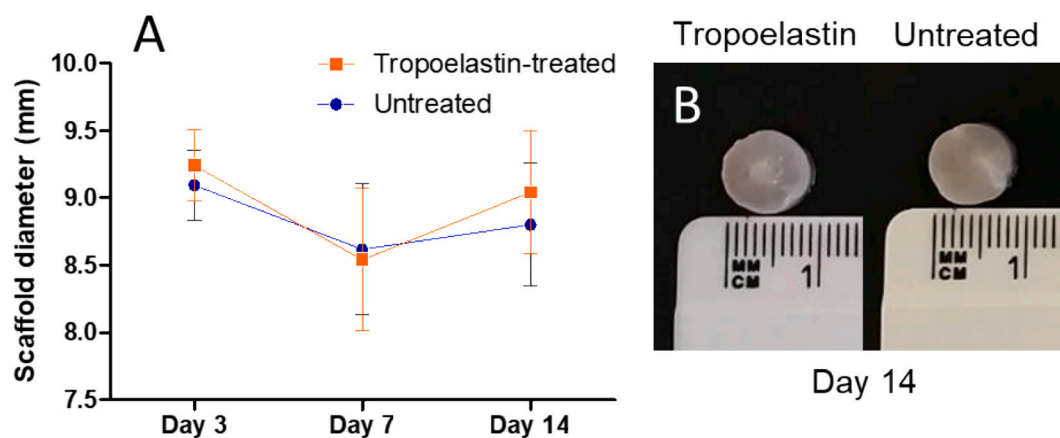 A
Tropoelastin-treated
Untreated
Scaffold diameter (mm)
10.0
9.5
9.0
8.5
8.0
7.5
Day 3 Day 7 Day 14
Tropoelastin Untreated
B
MM
CM
1
MM
CM
1
Day 14